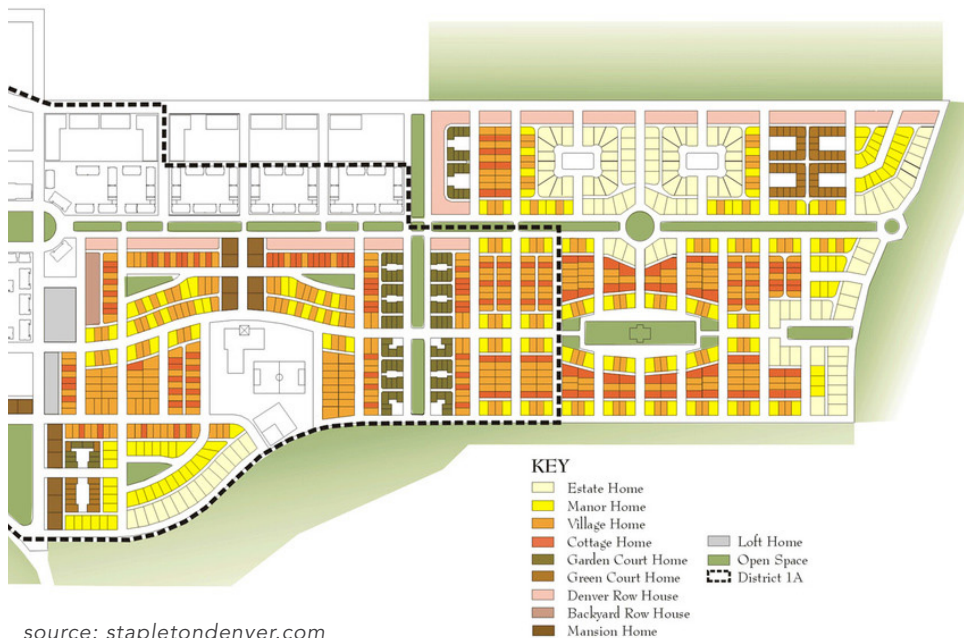 KEY
Estate Home
Manor Home
Village Home
Cottage Home
Garden Court Home
Green Court Home
Denver Row House
Backyard Row House
Mansion Home
Loft Home
Open Space
District 1A
source: stapletondenver.com